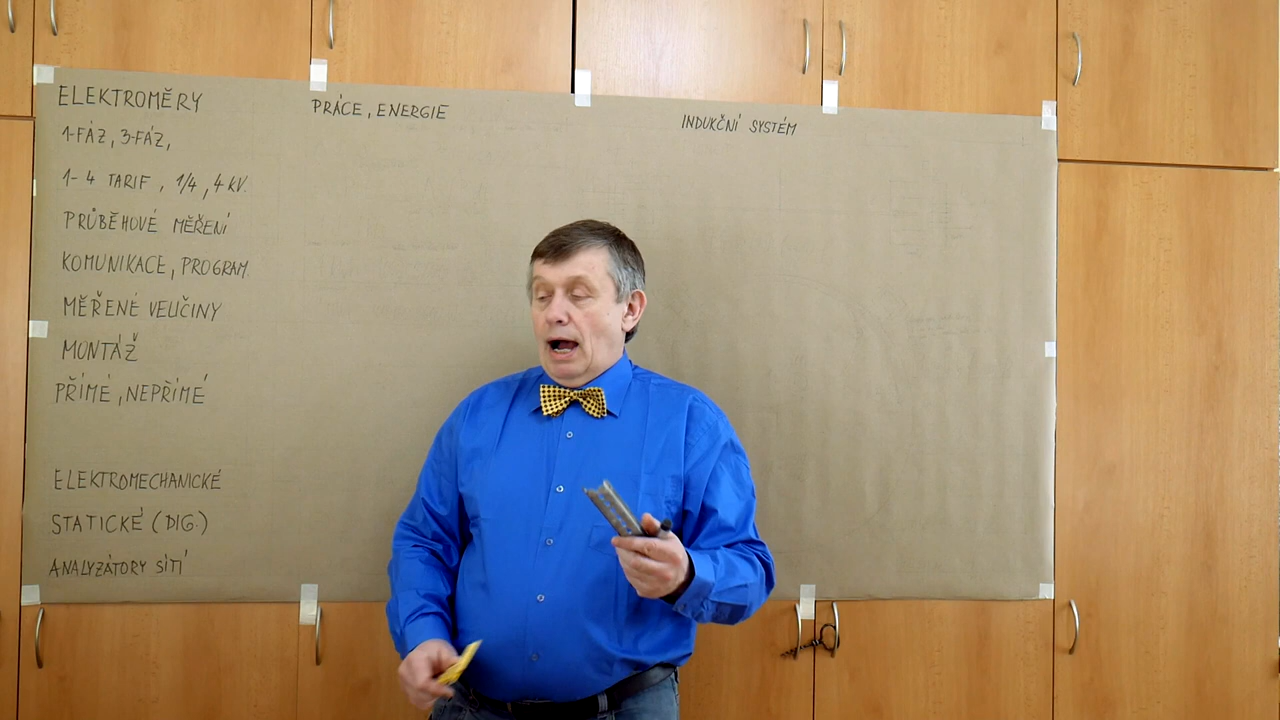 ELEKTROMĚRY
1-FÁZ, 3-FÁZ,
1-4 TARIF, 1/4, 4 KV.
PRŮBĚHOVÉ MĚŘENÍ
KOMUNIKACE, PROGRAM.
MĚŘENÉ VELIČINY
MONTÁŽ
PŘÍMÉ, NEPŘÍMÉ
ELEKTROMECHANICKÉ
STATICKÉ (DIG.)
ANALYZÁTORY SÍTÍ
PRÁCE, ENERGIE
INDUKČNÍ SYSTÉM